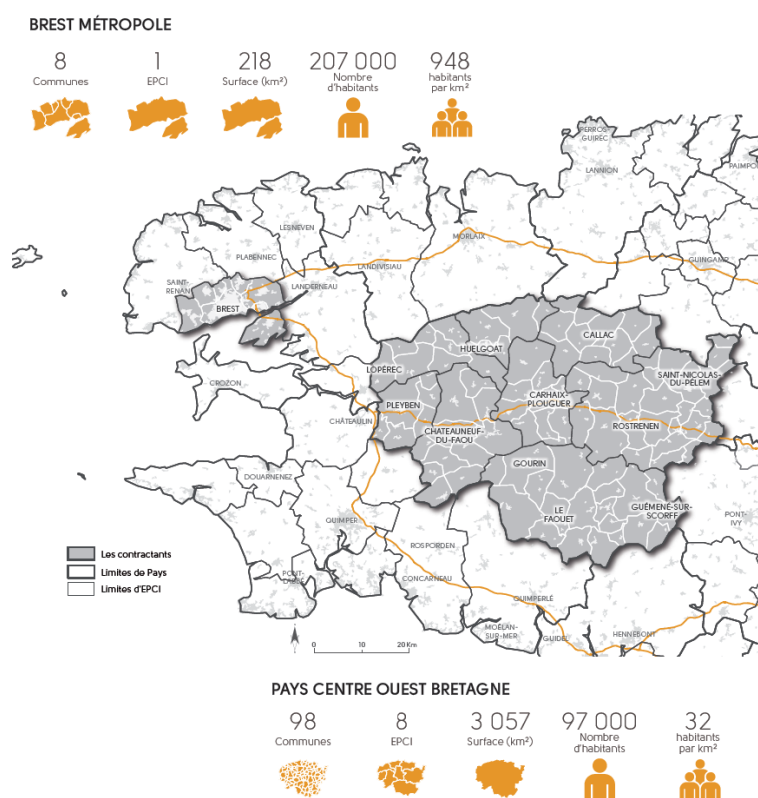 BREST MÉTROPOLE
8
Communes
1
EPCI
218
Surface (km²)
207 000
Nombre
d'habitants
948
habitants
par km²
PERROS-
GUIREC
LANNION
PAIMPO
LESNEVEN
MORLAIX
PLABENNEC
LANDIVISIAU
GUINGAMP
SAINT-
RENAN
LANDERNEAU
BREST
CALLAC
HUELGOAT
LOPÉREC
SAINT-NICOLAS-
DU-PÉLEM
CROZON
PLEYBEN
CARHAIX-
PLOUGUER
CHÂTEAULIN
CHATEAUNEUF-
DU-FAOU
ROSTRENEN
GOURIN
DOUARNENEZ
LE
FAOUET
GUÉMENÉ-SUR-
SCORFF
PONT-
IVY
QUIMPER
ROSPORDEN
PONT-
L'ABBÉ
CONCARNEAU
QUIMPERLÉ
MOËLAN-
SUR-MER
GUIDEL
HENNEBONT
Les contractants
Limites de Pays
Limites d'EPCI
0 10 20 Km
PAYS CENTRE OUEST BRETAGNE
98
Communes
8
EPCI
3 057
Surface (km²)
97 000
Nombre
d'habitants
32
habitants
par km²